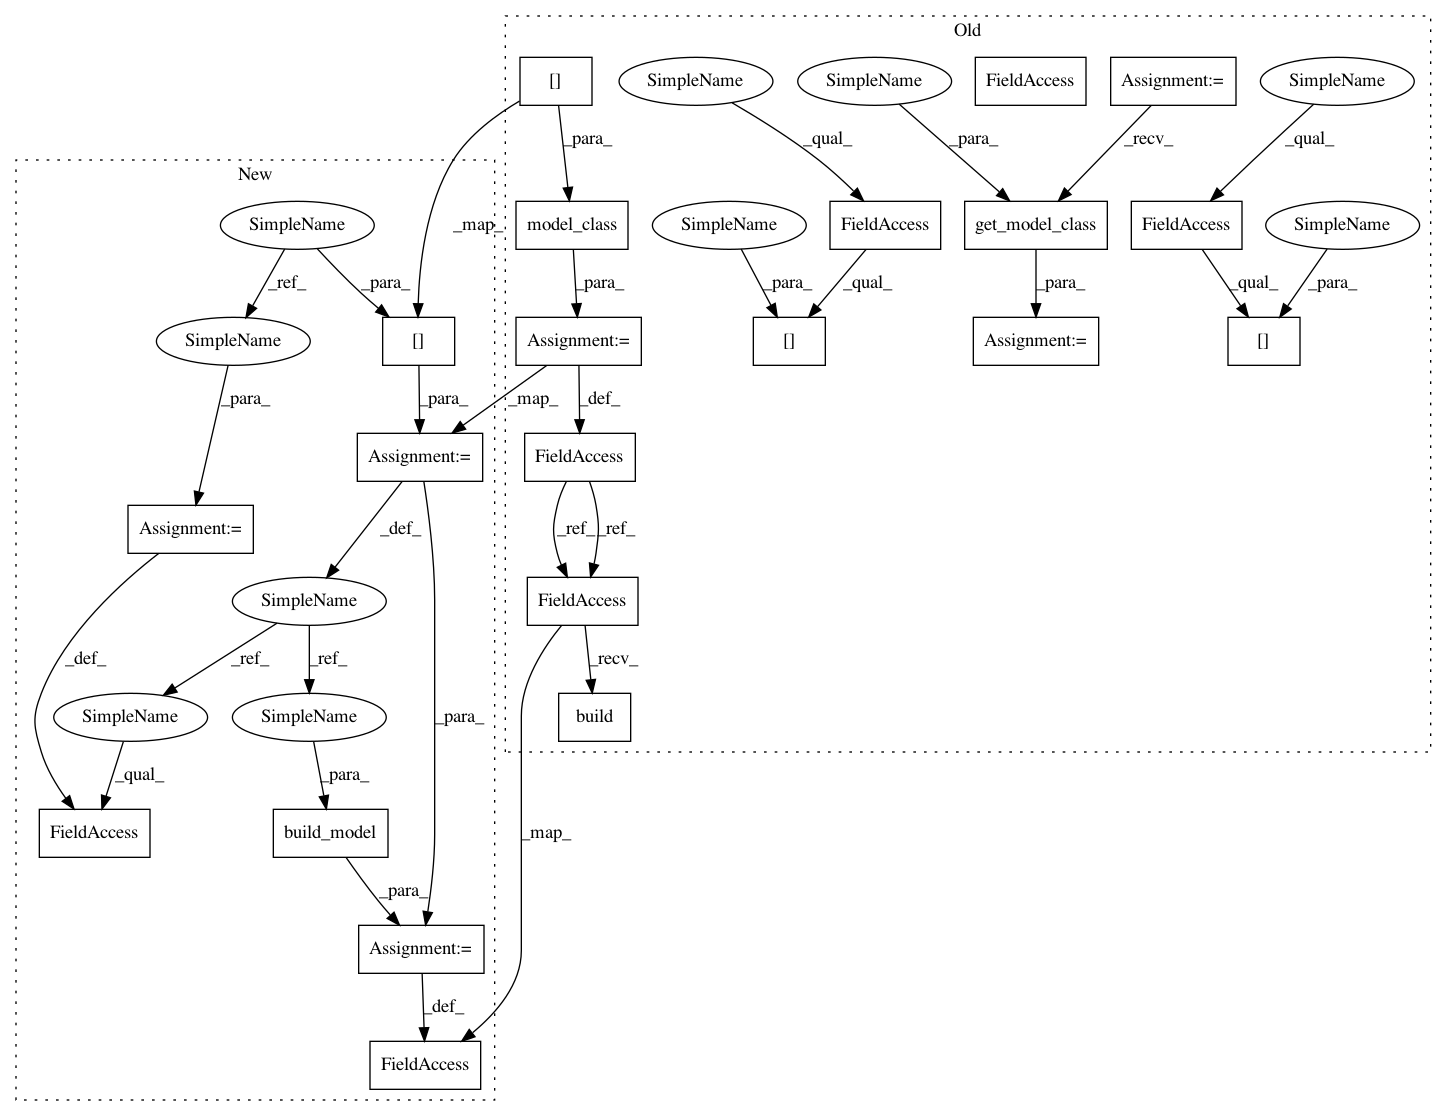 Old
[]
SimpleName
SimpleName
FieldAccess
Assignment:=
SimpleName
_para_
_qual_
_para_
_recv_
_qual_
New
SimpleName
model_class
SimpleName
FieldAccess
get_model_class
FieldAccess
SimpleName
_map_
_ref_
_para_
_para_
_para_
_qual_
_para_
_qual_
_para_
SimpleName
[]
Assignment:=
[]
Assignment:=
[]
_para_
_para_
_map_
_def_
Assignment:=
FieldAccess
Assignment:=
_def_
_ref_
_ref_
SimpleName
FieldAccess
_def_
_ref_
_ref_
_recv_
SimpleName
SimpleName
_para_
build
_qual_
_para_
FieldAccess
build_model
_map_
_para_
Assignment:=
_def_
FieldAccess